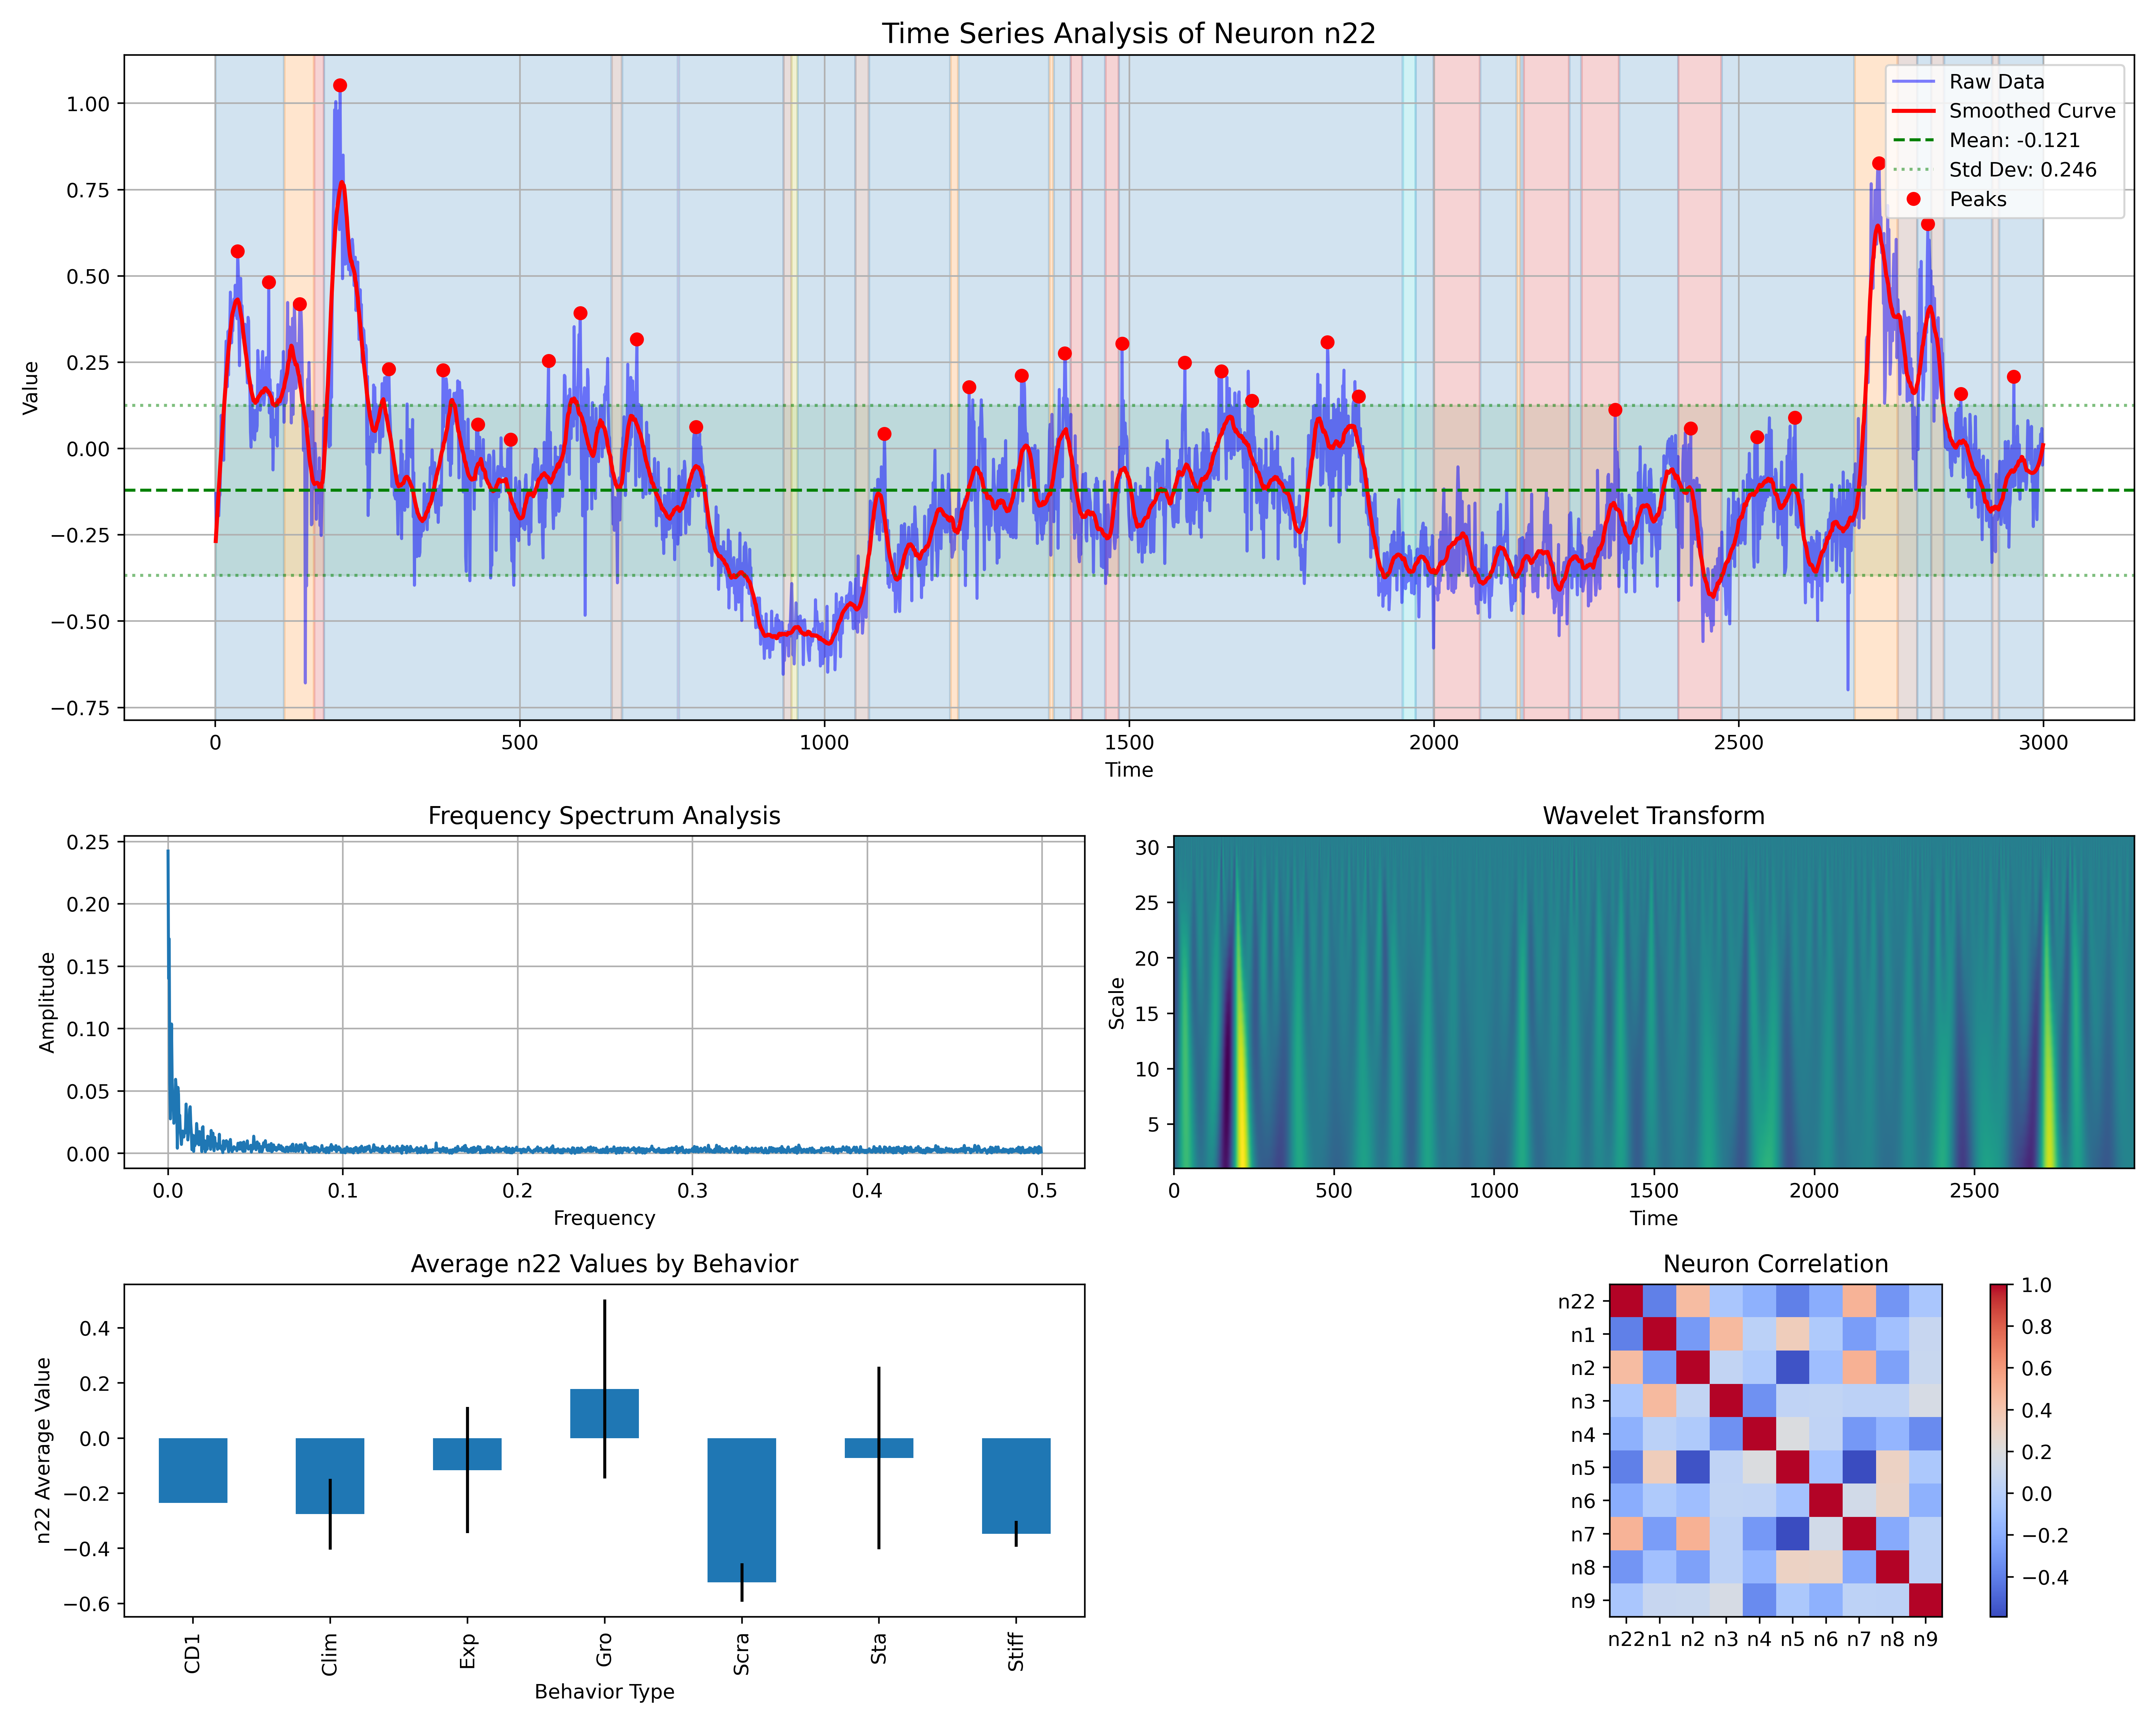 Time Series Analysis of Neuron n22
Value
1.00
0.75
0.50
0.25
0.00
−0.25
−0.50
−0.75
Raw Data
Smoothed Curve
Mean: -0.121
Std Dev: 0.246
Peaks
0 500 1000 1500 2000 2500 3000
Time
Frequency Spectrum Analysis
Amplitude
0.25
0.20
0.15
0.10
0.05
0.00
0.0 0.1 0.2 0.3 0.4 0.5
Frequency
Wavelet Transform
Scale
30
25
20
15
10
5
0 500 1000 1500 2000 2500
Time
Average n22 Values by Behavior
n22 Average Value
0.4
0.2
0.0
−0.2
−0.4
−0.6
CD1 Clim Exp Gro Scra Sta Stiff
Behavior Type
Neuron Correlation
n22
n1
n2
n3
n4
n5
n6
n7
n8
n9
n22 n1 n2 n3 n4 n5 n6 n7 n8 n9
1.0
0.8
0.6
0.4
0.2
0.0
−0.2
−0.4